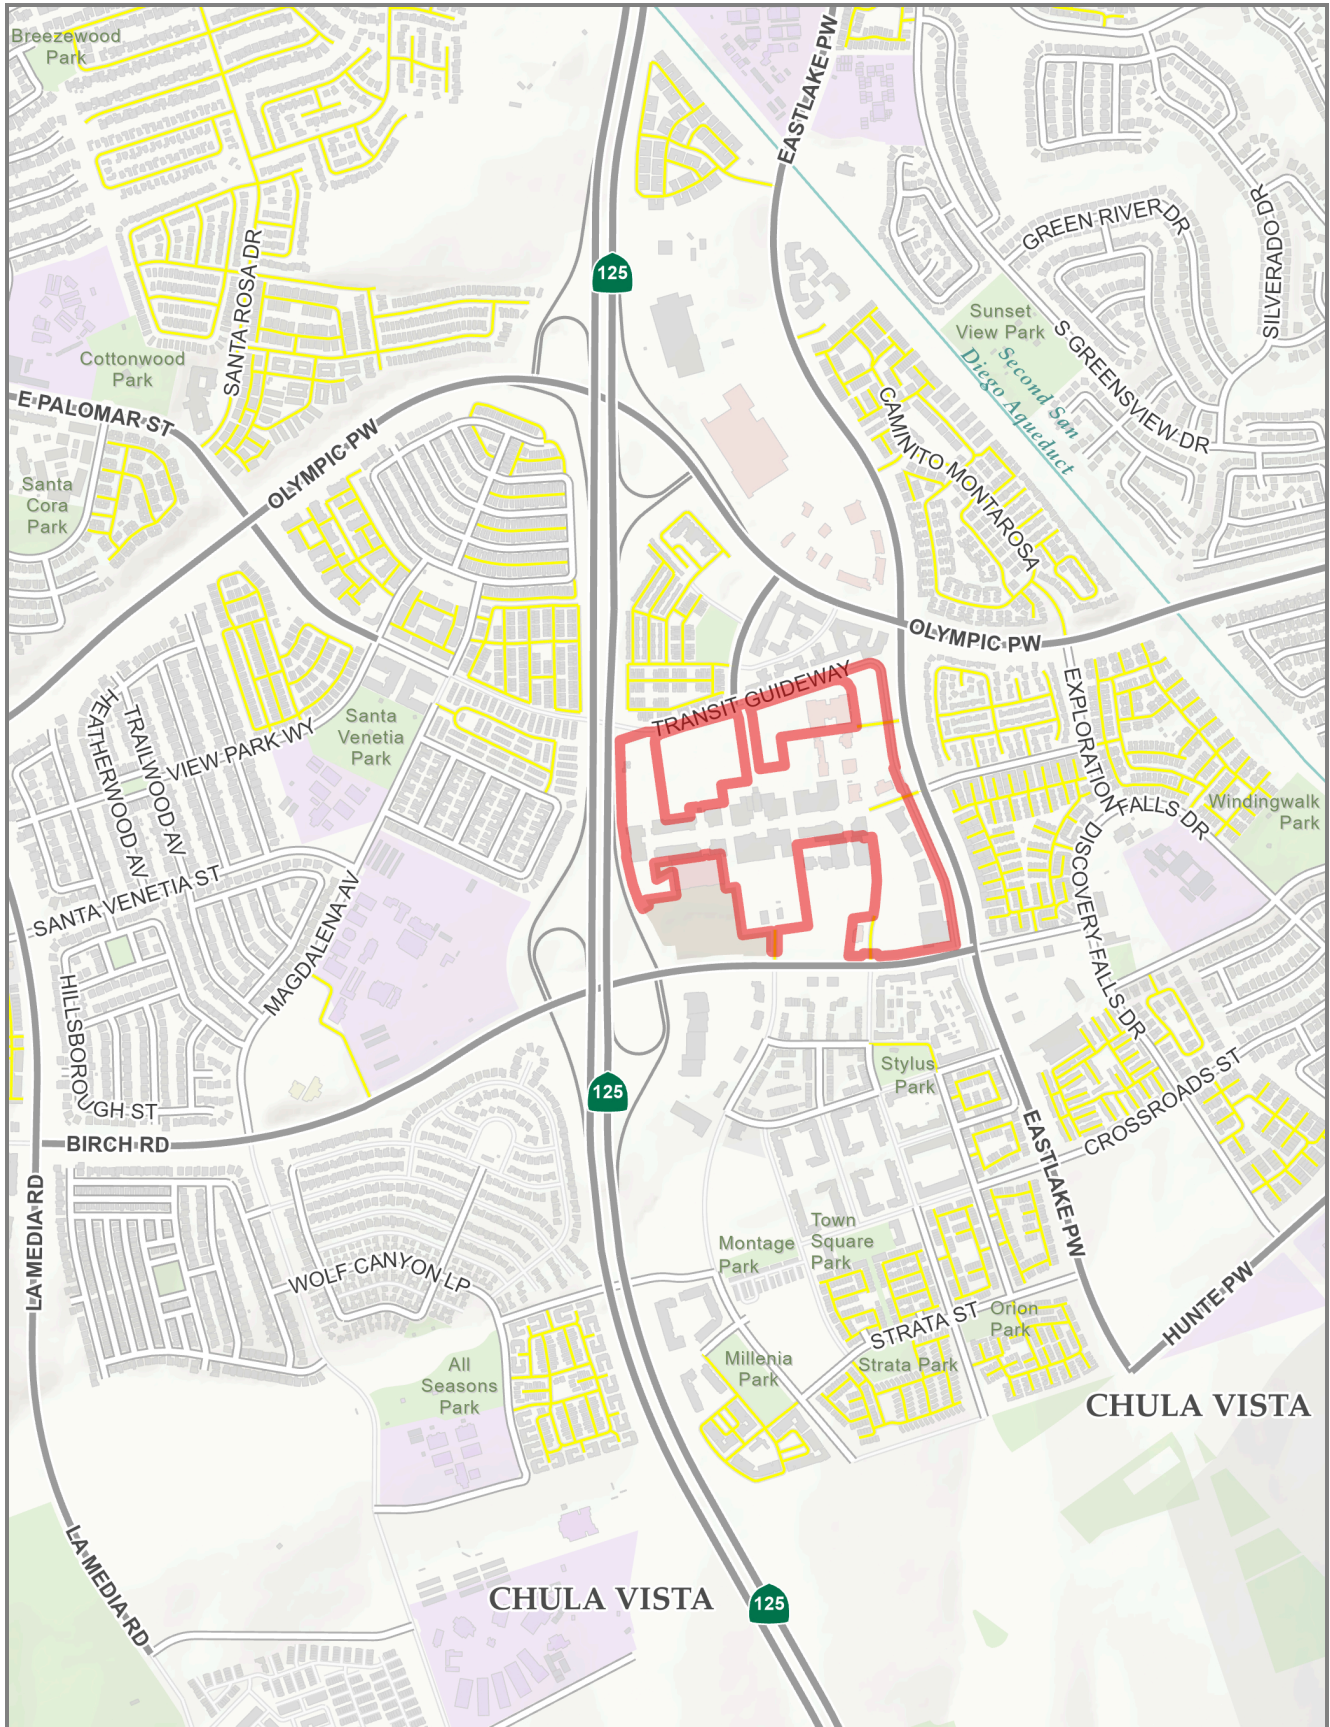 Breezewood
Park
EASTLAKE PW
125
SANTA ROSA DR
GREEN RIVER DR
SILVERADO DR
Sunset
View Park
S GREENSVIEW DR
Second San
Diego Aqueduct
Cottonwood
Park
E PALOMAR ST
OLYMPIC PW
CAMINITO MONTAROSA
Santa
Cora
Park
OLYMPIC PW
TRANSIT GUIDEWAY
EXPLORATION FALLS DR
HEATHERWOOD AV
TRAILWOOD AV
VIEW PARK WY
Santa
Venetia
Park
Windingwalk
Park
DISCOVERY FALLS DR
SANTA VENETIA ST
MAGDALENA AV
HILLSBOROUGH ST
BIRCH RD
125
Stylus
Park
CROSSROADS ST
EASTLAKE PW
LA MEDIA RD
WOLF CANYON LP
Montage
Park
Town
Square
Park
STRATA ST
Orion
Park
HUNTE PW
All
Seasons
Park
Millenia
Park
Strata Park
CHULA VISTA
LA MEDIA RD
CHULA VISTA
125